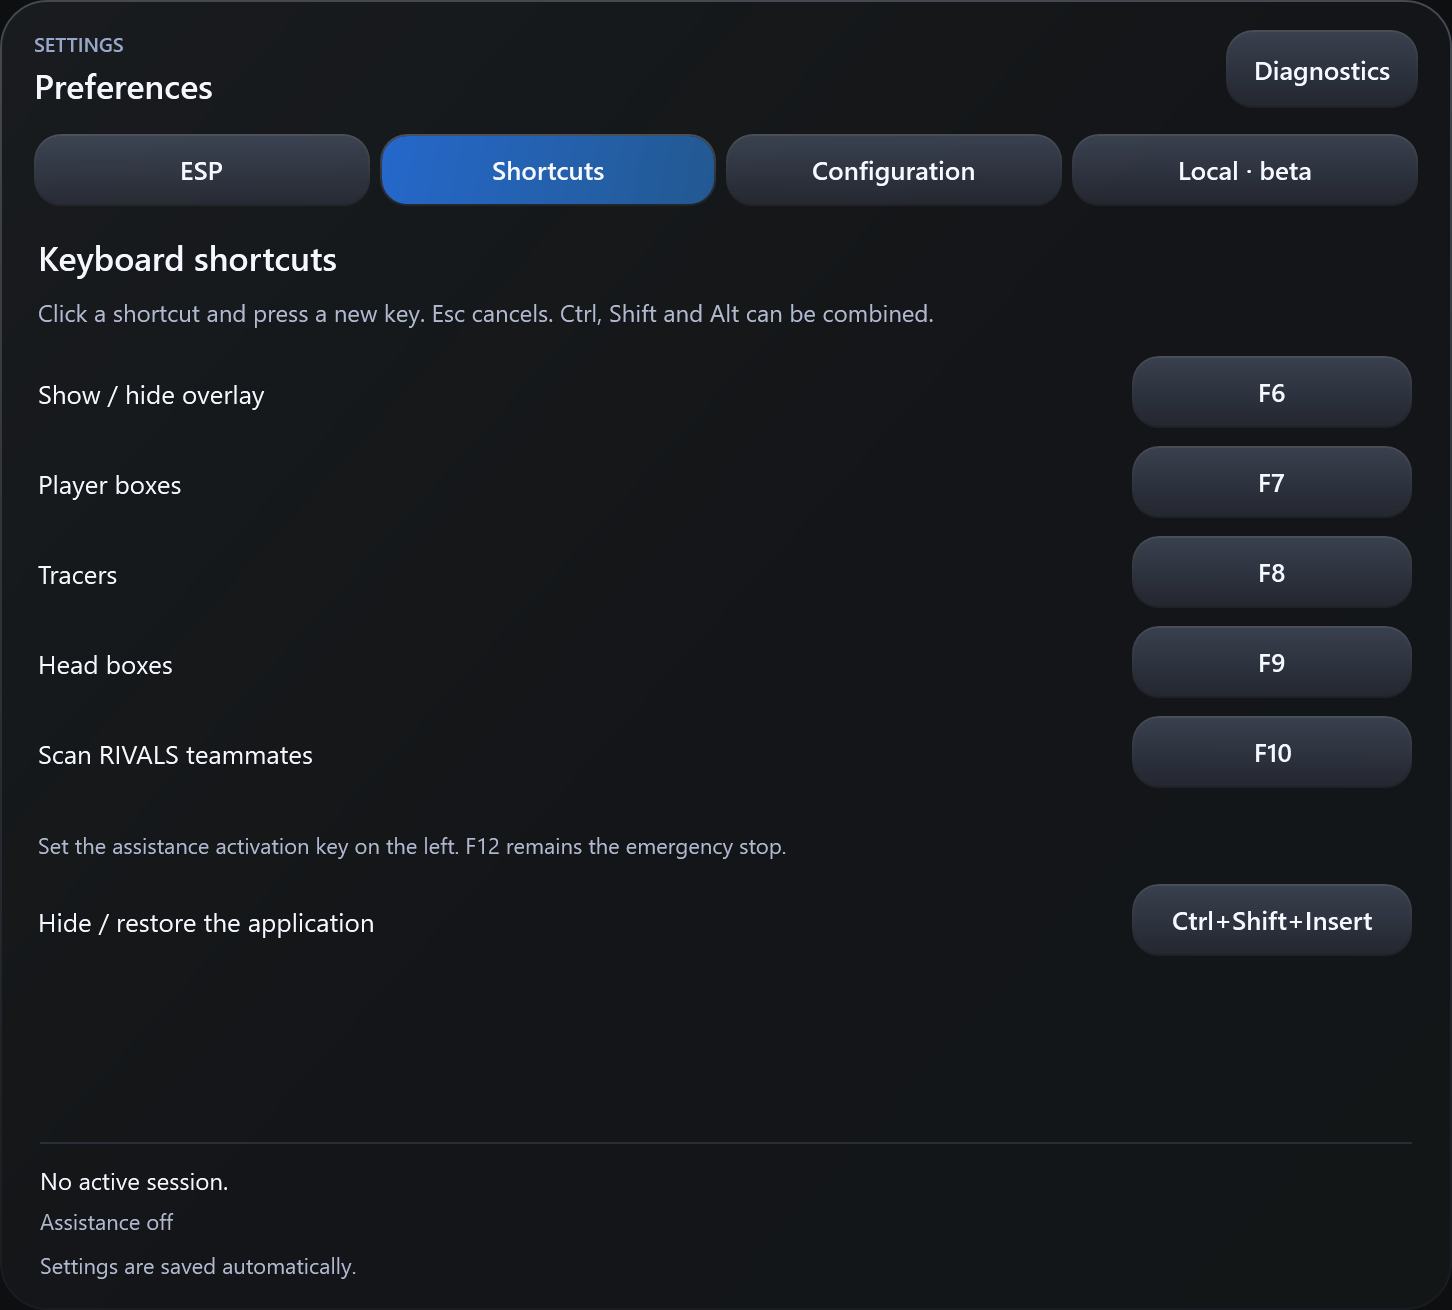 SETTINGS
Preferences
Diagnostics
ESP
Shortcuts
Configuration
Local · beta
Keyboard shortcuts
Click a shortcut and press a new key. Esc cancels. Ctrl, Shift and Alt can be combined.
Show / hide overlay
F6
Player boxes
F7
Tracers
F8
Head boxes
F9
Scan RIVALS teammates
F10
Set the assistance activation key on the left. F12 remains the emergency stop.
Hide / restore the application
Ctrl+Shift+Insert
No active session.
Assistance off
Settings are saved automatically.